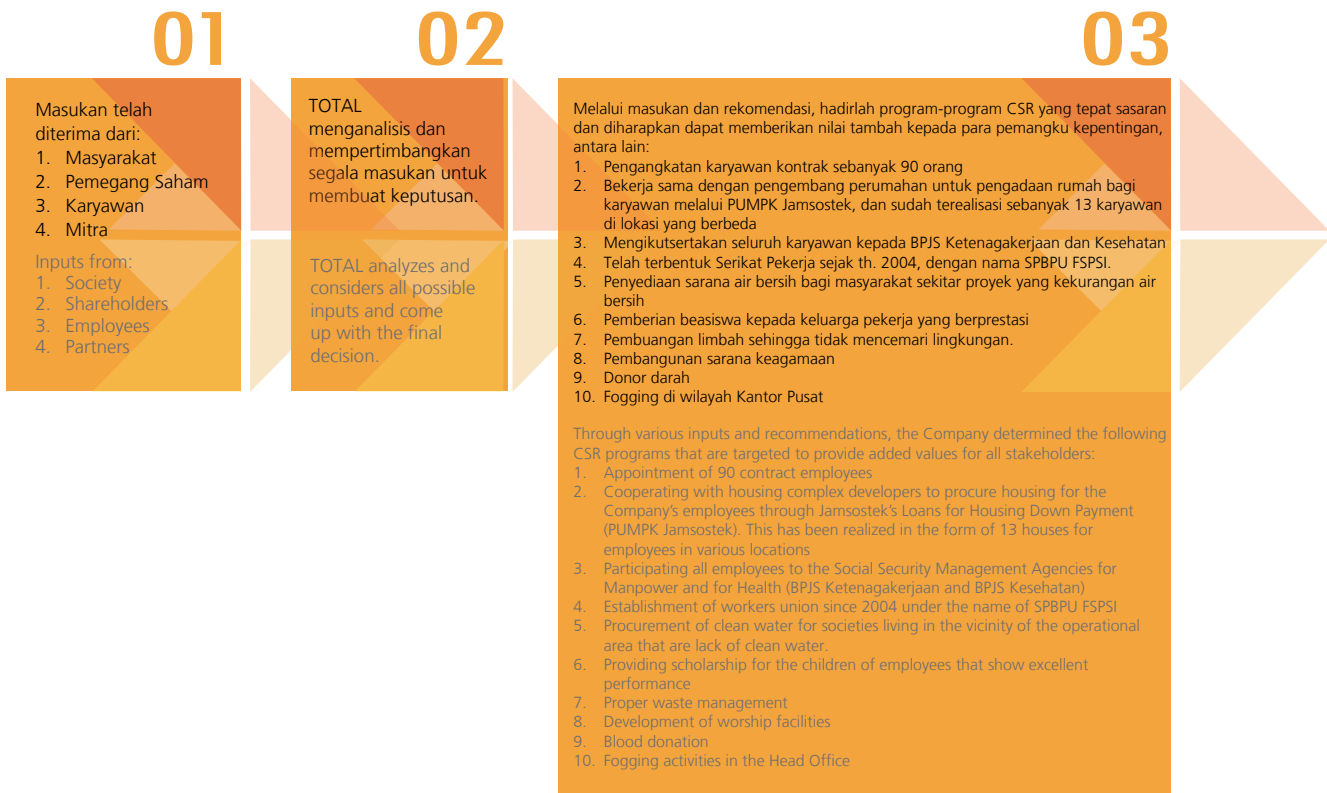 01
Masukan telah
diterima dari:
1. Masyarakat
2. Pemegang Saham
3. Karyawan
4. Mitra
Inputs from:
1. Society
2. Shareholders
3. Employees
4. Partners
02
TOTAL
menganalisis dan
mempertimbangkan
segala masukan untuk
membuat keputusan.
TOTAL analyzes and
considers all possible
inputs and come
up with the final
decision.
03
Melalui masukan dan rekomendasi, hadirlah program-program CSR yang tepat sasaran
dan diharapkan dapat memberikan nilai tambah kepada para pemangku kepentingan,
antara lain:
1. Pengangkatan karyawan kontrak sebanyak 90 orang
2. Bekerja sama dengan pengembang perumahan untuk pengadaan rumah bagi
karyawan melalui PUMPK Jamsostek, dan sudah terealisasi sebanyak 13 karyawan
di lokasi yang berbeda
3. Mengikutsertakan seluruh karyawan kepada BPJS Ketenagakerjaan dan Kesehatan
4. Telah terbentuk Serikat Pekerja sejak th. 2004, dengan nama SPBPU FSPSI.
5. Penyediaan sarana air bersih bagi masyarakat sekitar proyek yang kekurangan air
bersih
6. Pemberian beasiswa kepada keluarga pekerja yang berprestasi
7. Pembuangan limbah sehingga tidak mencemari lingkungan.
8. Pembangunan sarana keagamaan
9. Donor darah
10. Fogging di wilayah Kantor Pusat
Through various inputs and recommendations, the Company determined the following
CSR programs that are targeted to provide added values for all stakeholders:
1. Appointment of 90 contract employees
2. Cooperating with housing complex developers to procure housing for the
Company's employees through Jamsostek's Loans for Housing Down Payment
(PUMPK Jamsostek). This has been realized in the form of 13 houses for
employees in various locations
3. Participating all employees to the Social Security Management Agencies for
Manpower and for Health (BPJS Ketenagakerjaan and BPJS Kesehatan)
4. Establishment of workers union since 2004 under the name of SPBPU FSPSI
5. Procurement of clean water for societies living in the vicinity of the operational
area that are lack of clean water.
6. Providing scholarship for the children of employees that show excellent
performance
7. Proper waste management
8. Development of worship facilities
9. Blood donation
10. Fogging activities in the Head Office